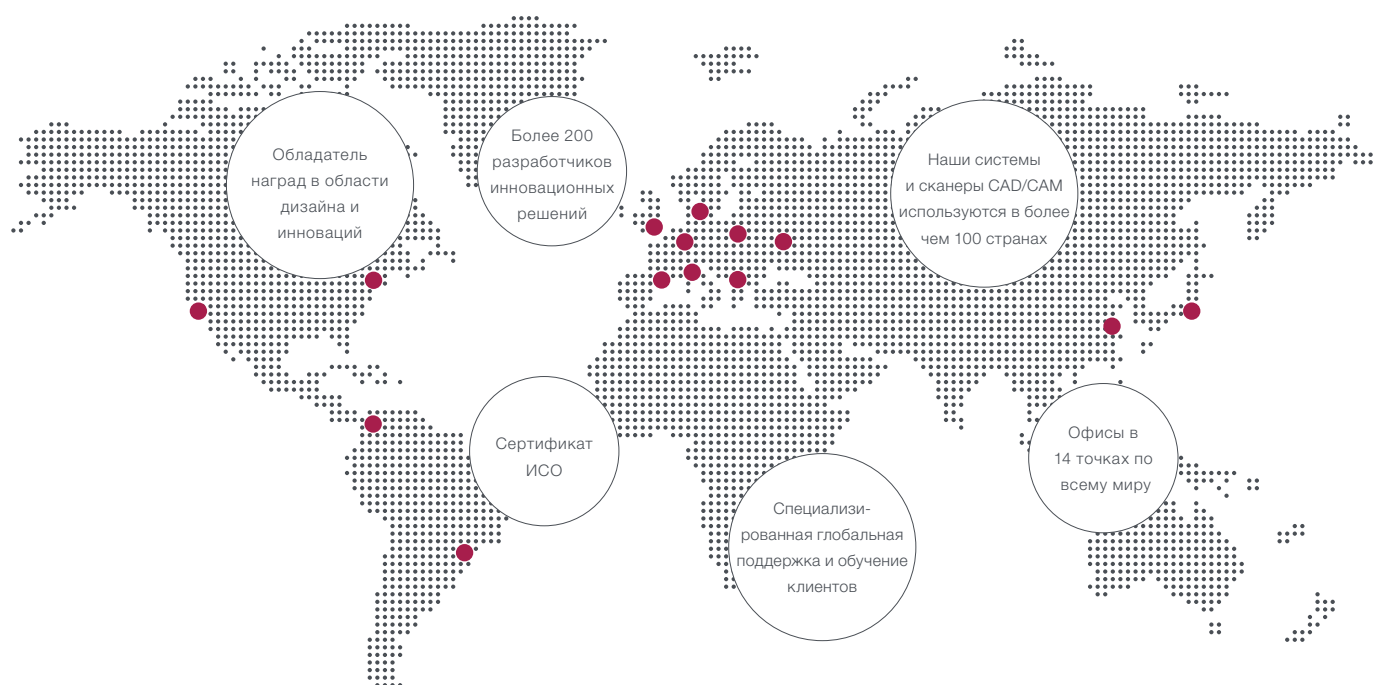 Обладатель
наград в области
дизайна и
инноваций
Более 200
разработчиков
инновационных
решений
Наши системы
и сканеры CAD/CAM
используются в более
чем 100 странах
Сертификат
ИСО
Специализи-
рованная глобальная
поддержка и обучение
клиентов
Офисы в
14 точках по
всему миру